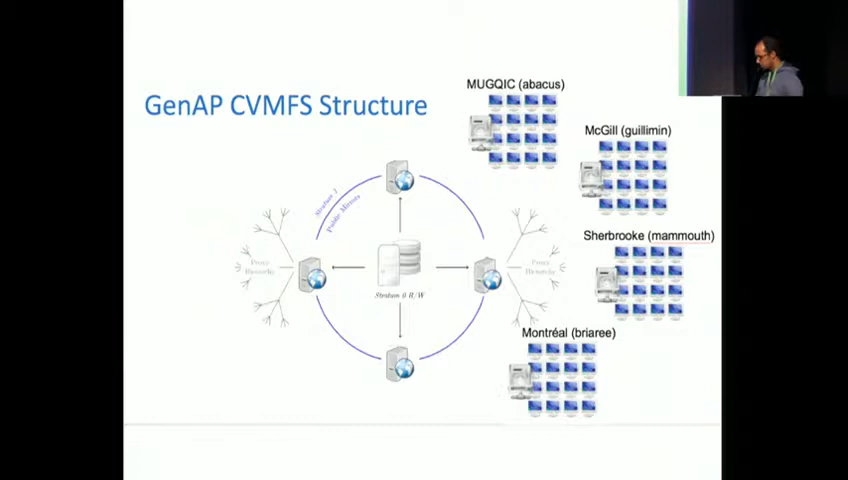 MUGQIC (abacus)
GenAP CVMFS Structure
McGill (guillimin)
Stratum 1
Public Mirrors
Sherbrooke (mammouth)
Proxy
Hierarchy
Proxy
Hierarchy
Stratum 0 R/W
Montréal (briaree)